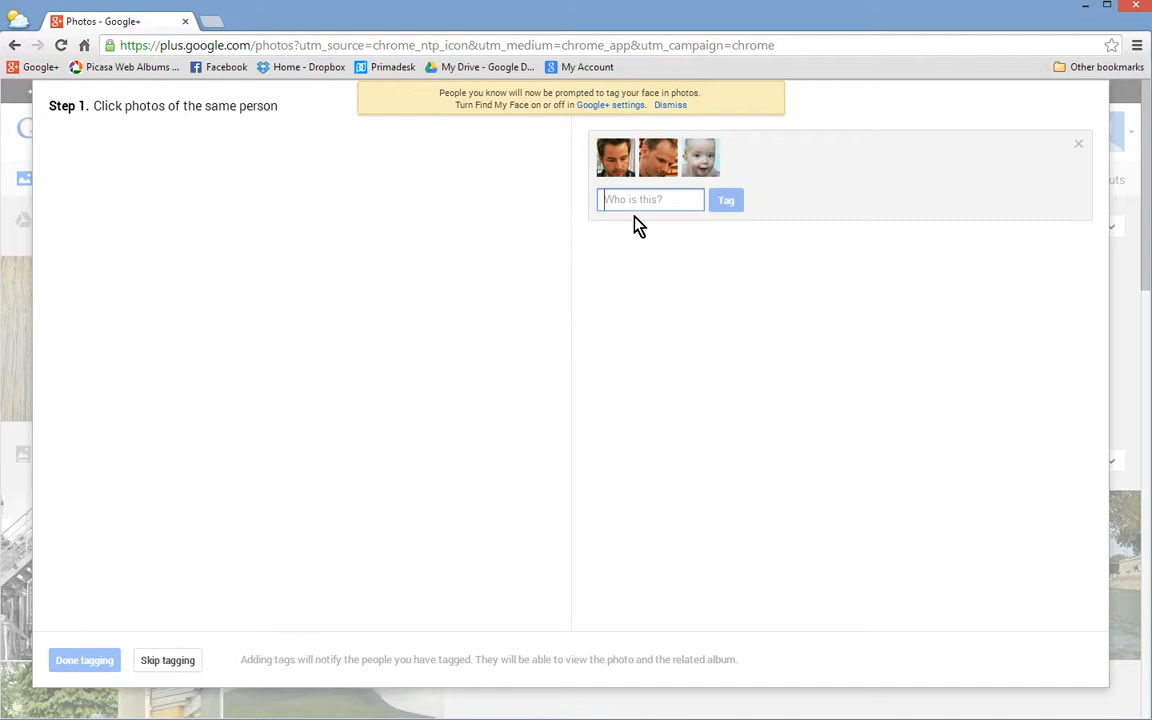 Photos - Google+
https://plus.google.com/photos?utm_source=chrome_ntp_icon&utm_medium=chrome_app&utm_campaign=chrome
Google+ Picasa Web Albums ... Facebook Home - Dropbox Primadesk My Drive - Google D... My Account Other bookmarks
People you know will now be prompted to tag your face in photos.
Turn Find My Face on or off in Google+ settings. Dismiss
Step 1. Click photos of the same person
Who is this? Tag
Done tagging Skip tagging Adding tags will notify the people you have tagged. They will be able to view the photo and the related album.